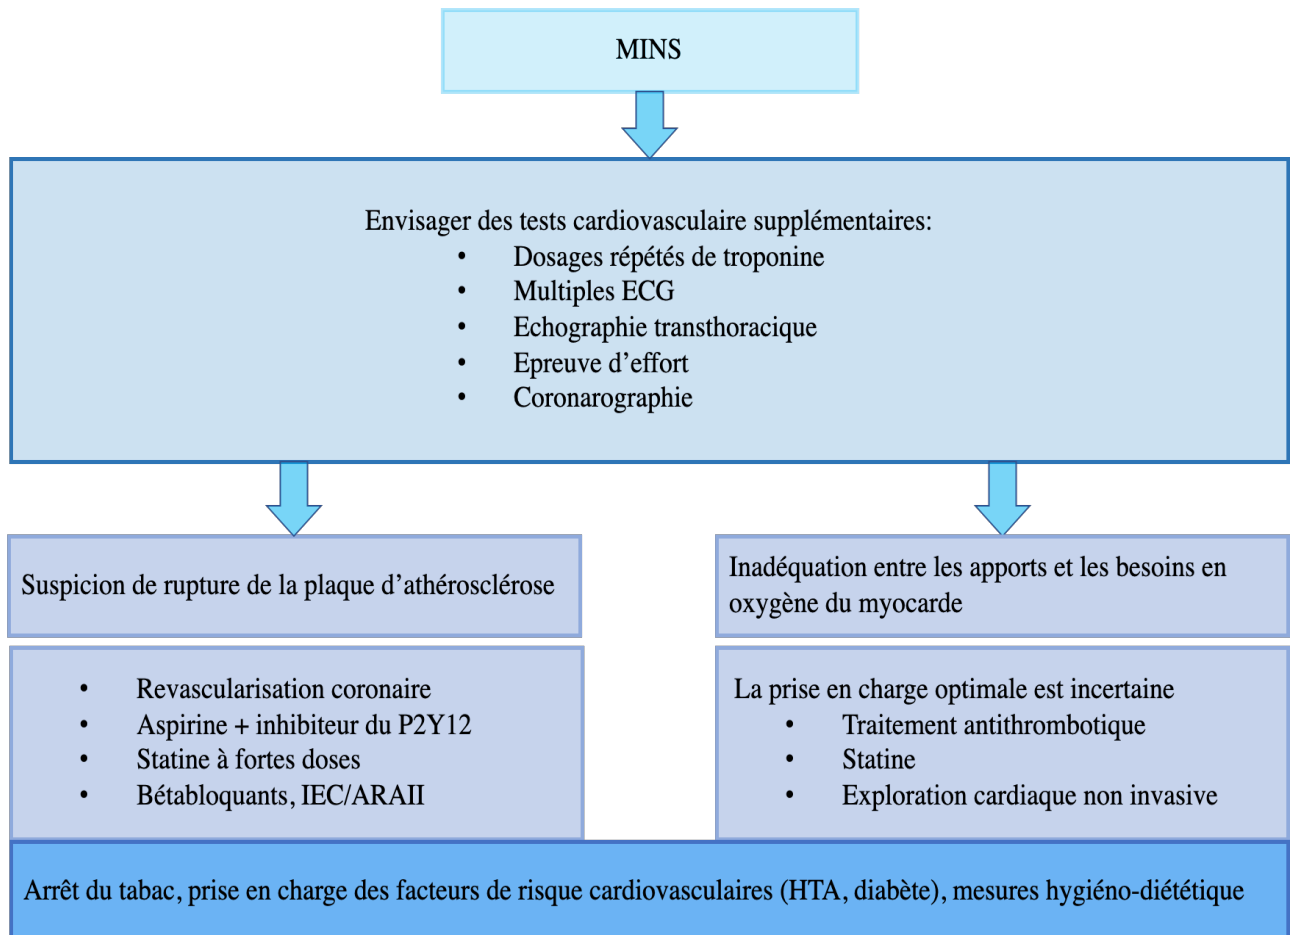 MINS
Envisager des tests cardiovasculaire supplémentaires:
• Dosages répétés de troponine
• Multiples ECG
• Echographie transthoracique
• Epreuve d’effort
• Coronarographie
Suspicion de rupture de la plaque d’athérosclérose
• Revascularisation coronaire
• Aspirine + inhibiteur du P2Y12
• Statine à fortes doses
• Bétabloquants, IEC/ARAII
Inadéquation entre les apports et les besoins en
oxygène du myocarde
La prise en charge optimale est incertaine
• Traitement antithrombotique
• Statine
• Exploration cardiaque non invasive
Arrêt du tabac, prise en charge des facteurs de risque cardiovasculaires (HTA, diabète), mesures hygiéno-diététique